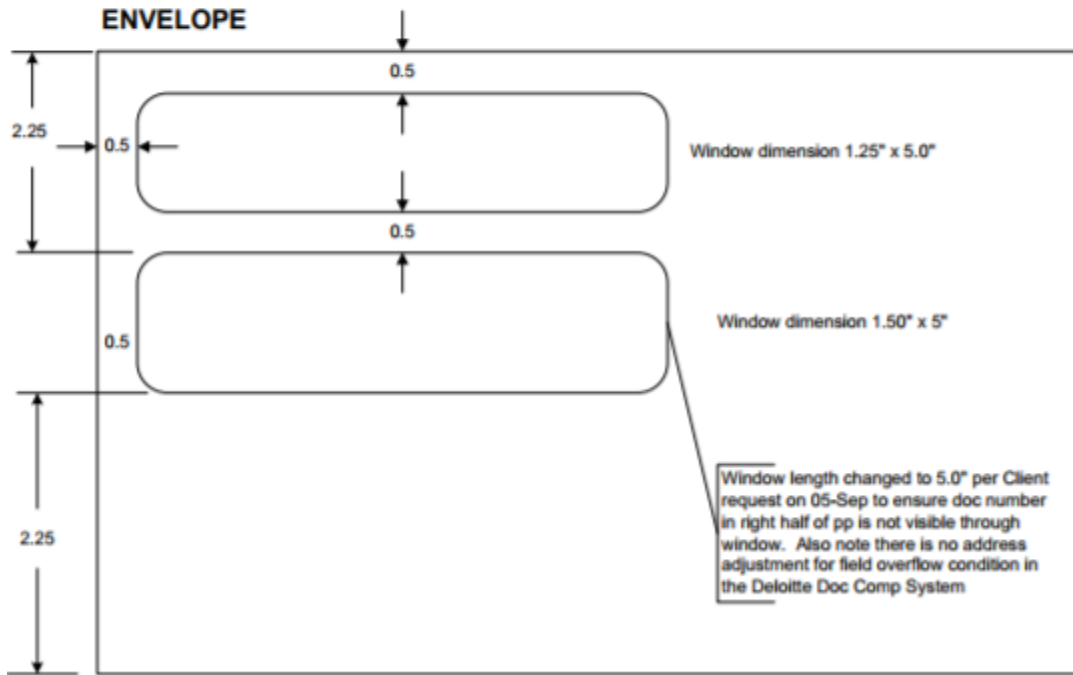 ENVELOPE
0.5
2.25
0.5
Window dimension 1.25" x 5.0"
0.5
0.5
Window dimension 1.50" x 5"
Window length changed to 5.0" per Client
request on 05-Sep to ensure doc number
in right half of pp is not visible through
window.  Also note there is no address
adjustment for field overflow condition in
the Deloitte Doc Comp System
2.25